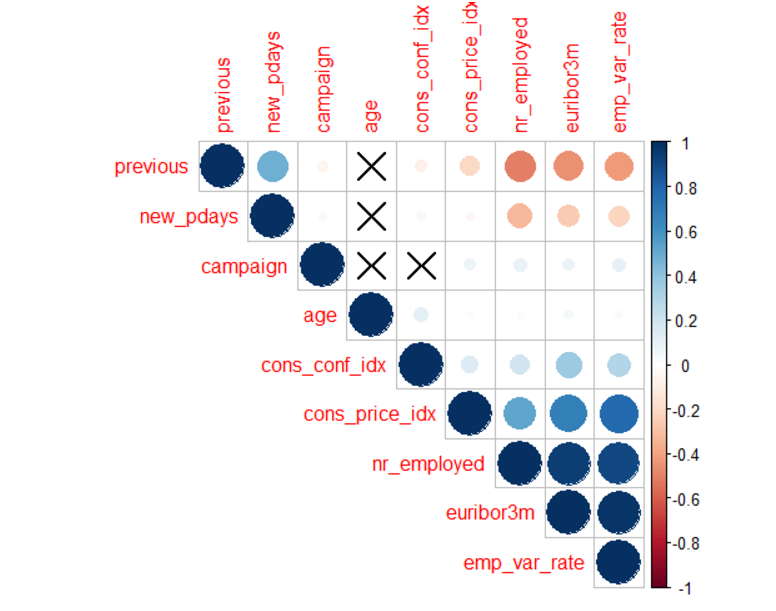 previous
new_pdays
campaign
age
cons_conf_idx
cons_price_idx
nr_employed
euribor3m
emp_var_rate
previous
new_pdays
campaign
age
cons_conf_idx
cons_price_idx
nr_employed
euribor3m
emp_var_rate
1
0.8
0.6
0.4
0.2
0
-0.2
-0.4
-0.6
-0.8
-1